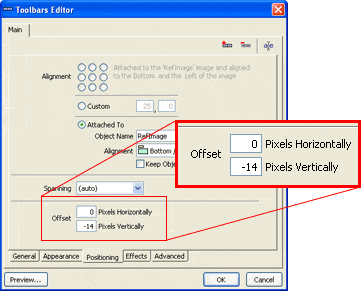 Toolbars Editor
Main
Alignment
Attached to the 'RefImage' image and aligned
to the Bottom, and the Left of the image
Custom 25 , 0
Attached To
Object Name RefImage
Alignment Bottom /
Keep Obje
Spanning (auto)
Offset
0 Pixels Horizontally
-14 Pixels Vertically
0 Pixels Horizontally
Offset
-14 Pixels Vertically
General Appearance Positioning Effects Advanced
Preview... OK Cancel